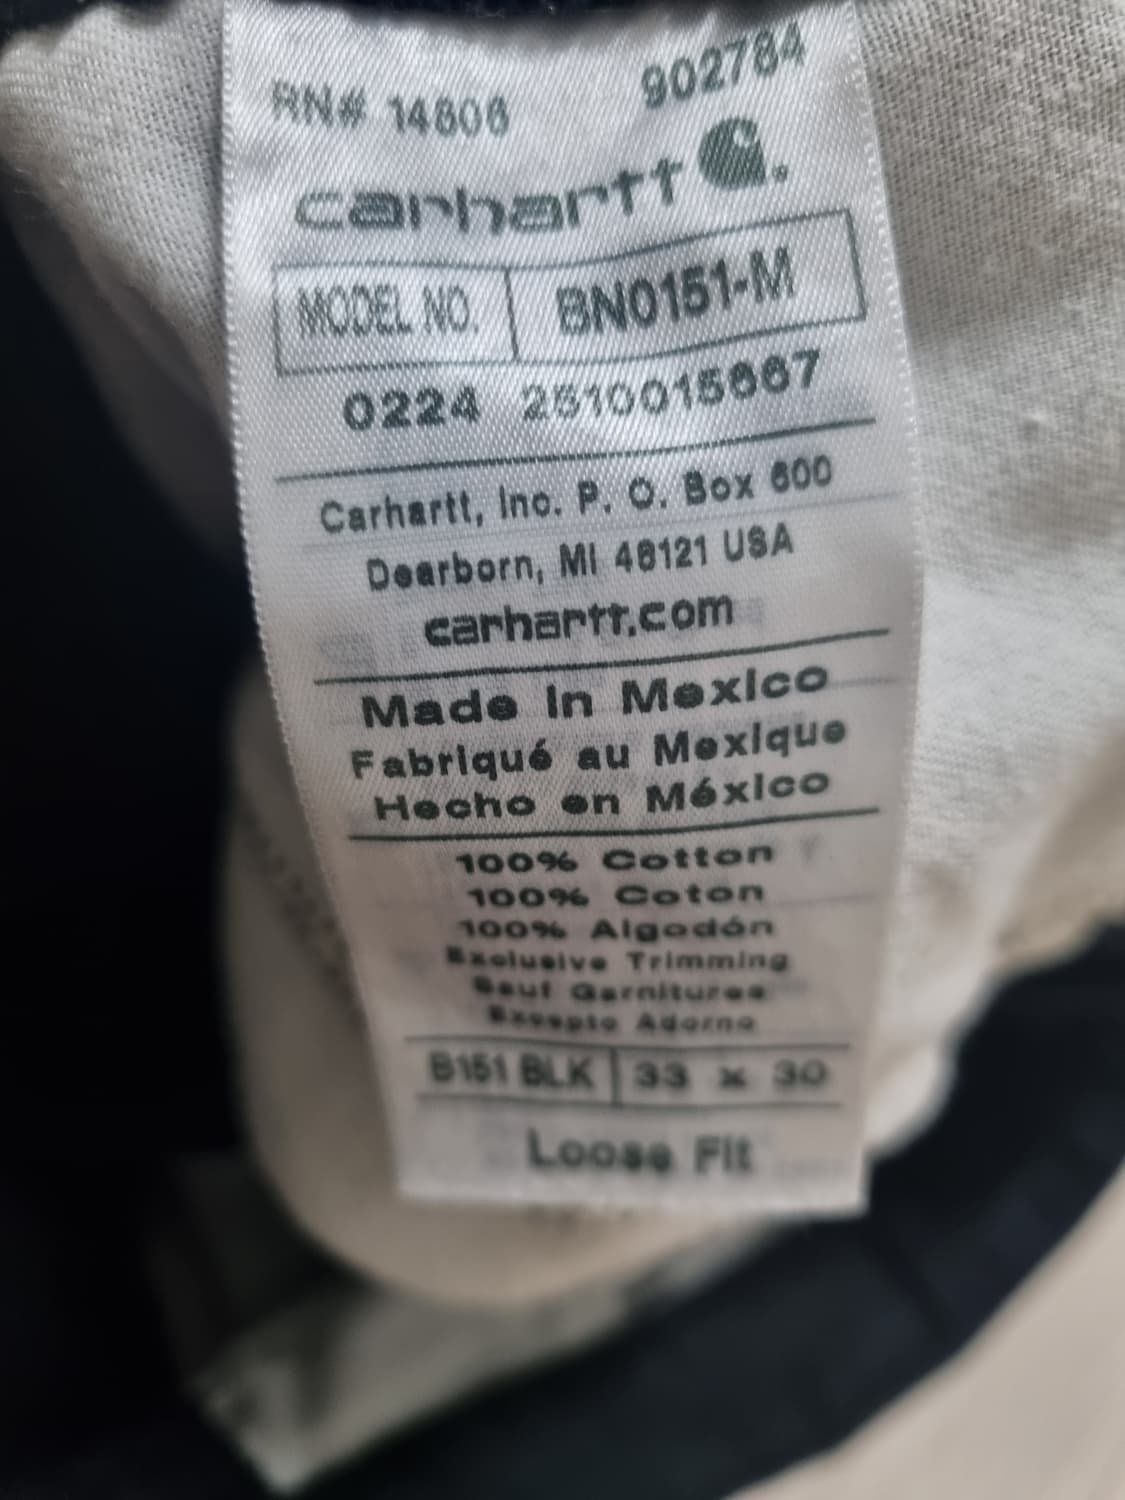 RN# 14806 902784
carhartt
MODEL NO. BN0151-M
0224 2510015667
Carhartt, Inc. P. O. Box 600
Dearborn, MI 48121 USA
carhartt.com
Made In Mexico
Fabriqué au Mexique
Hecho en México
100% Cotton
100% Coton
100% Algodón
Exclusive Trimming
Sauf Garnitures
Excepto Adorno
B151 BLK 33 x 30
Loose Fit